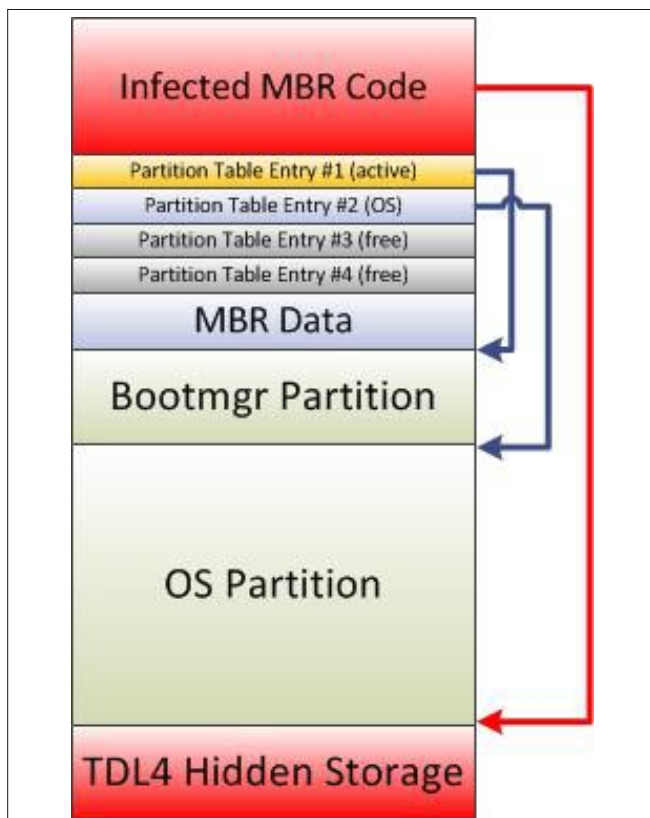 Infected MBR Code
Partition Table Entry #1 (active)
Partition Table Entry #2 (OS)
Partition Table Entry #3 (free)
Partition Table Entry #4 (free)
MBR Data
Bootmgr Partition
OS Partition
TDL4 Hidden Storage